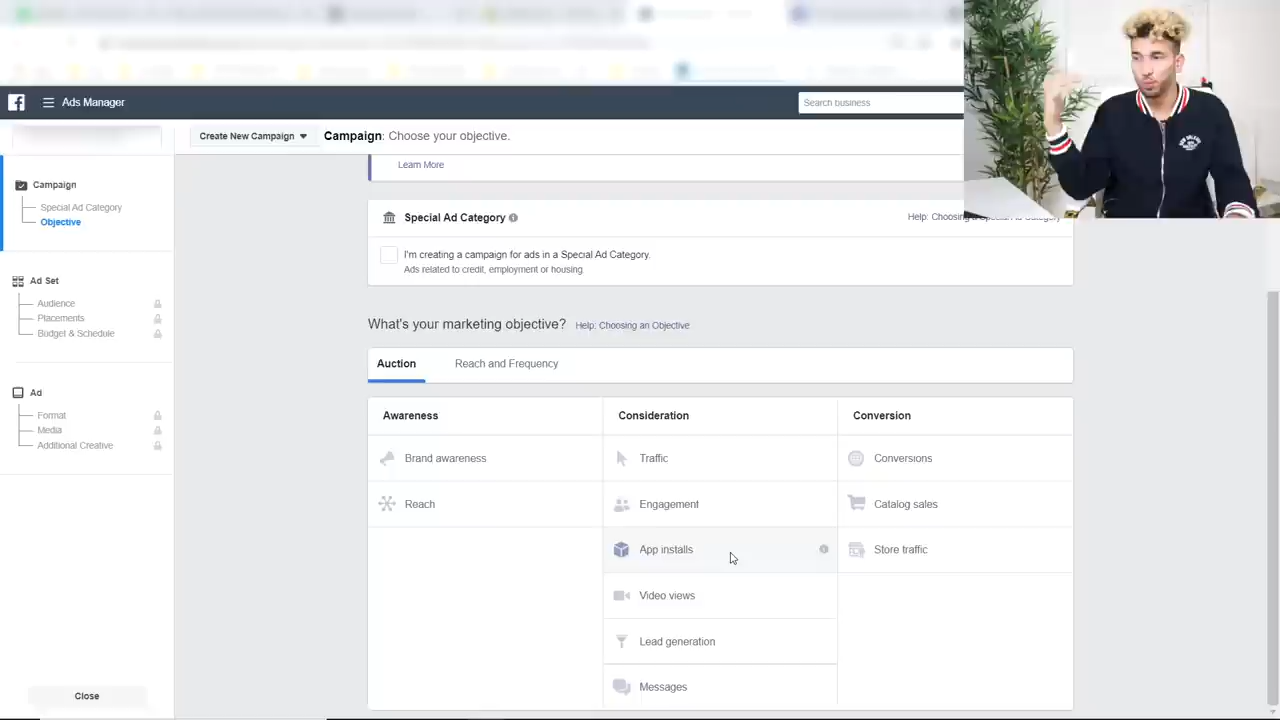 Ads Manager
Search business
Create New Campaign
Campaign: Choose your objective.
Learn More
Campaign
Special Ad Category
Objective
Special Ad Category
Help: Choosing a Special Ad Category
I'm creating a campaign for ads in a Special Ad Category.
Ads related to credit, employment or housing.
Ad Set
Audience
Placements
Budget & Schedule
What's your marketing objective? Help: Choosing an Objective
Auction
Reach and Frequency
Ad
Format
Media
Additional Creative
Awareness
Consideration
Conversion
Brand awareness
Traffic
Conversions
Reach
Engagement
Catalog sales
App installs
Store traffic
Video views
Lead generation
Messages
Close